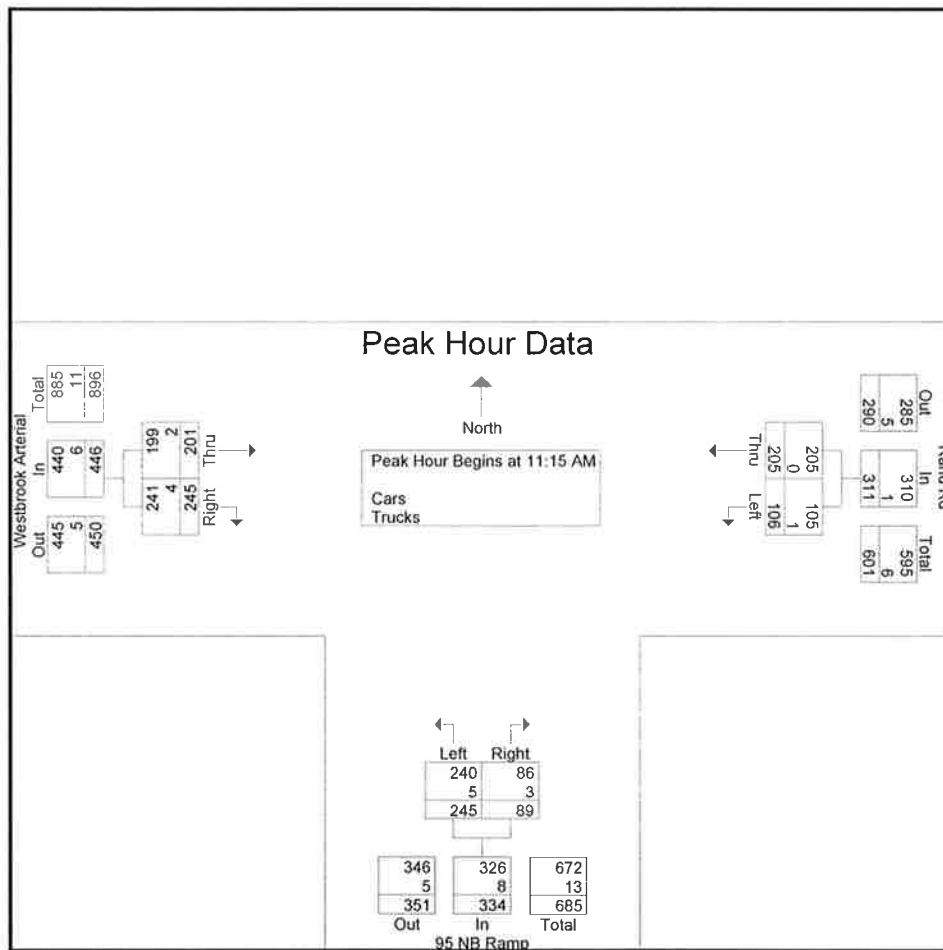 Peak Hour Data
North
Peak Hour Begins at 11:15 AM
Cars
Trucks
Westbrook Arterial
Out In Total
445 440 885
5 6 11
450 446 896
Right Thru
241 199
4 2
245 201
Out In Total
285 310 595
5 1 6
290 311 601
Thru Left
205 105
0 1
205 106
Left Right
240 86
5 3
245 89
346 326 672
5 8 13
351 334 685
Out In Total
95 NB Ramp